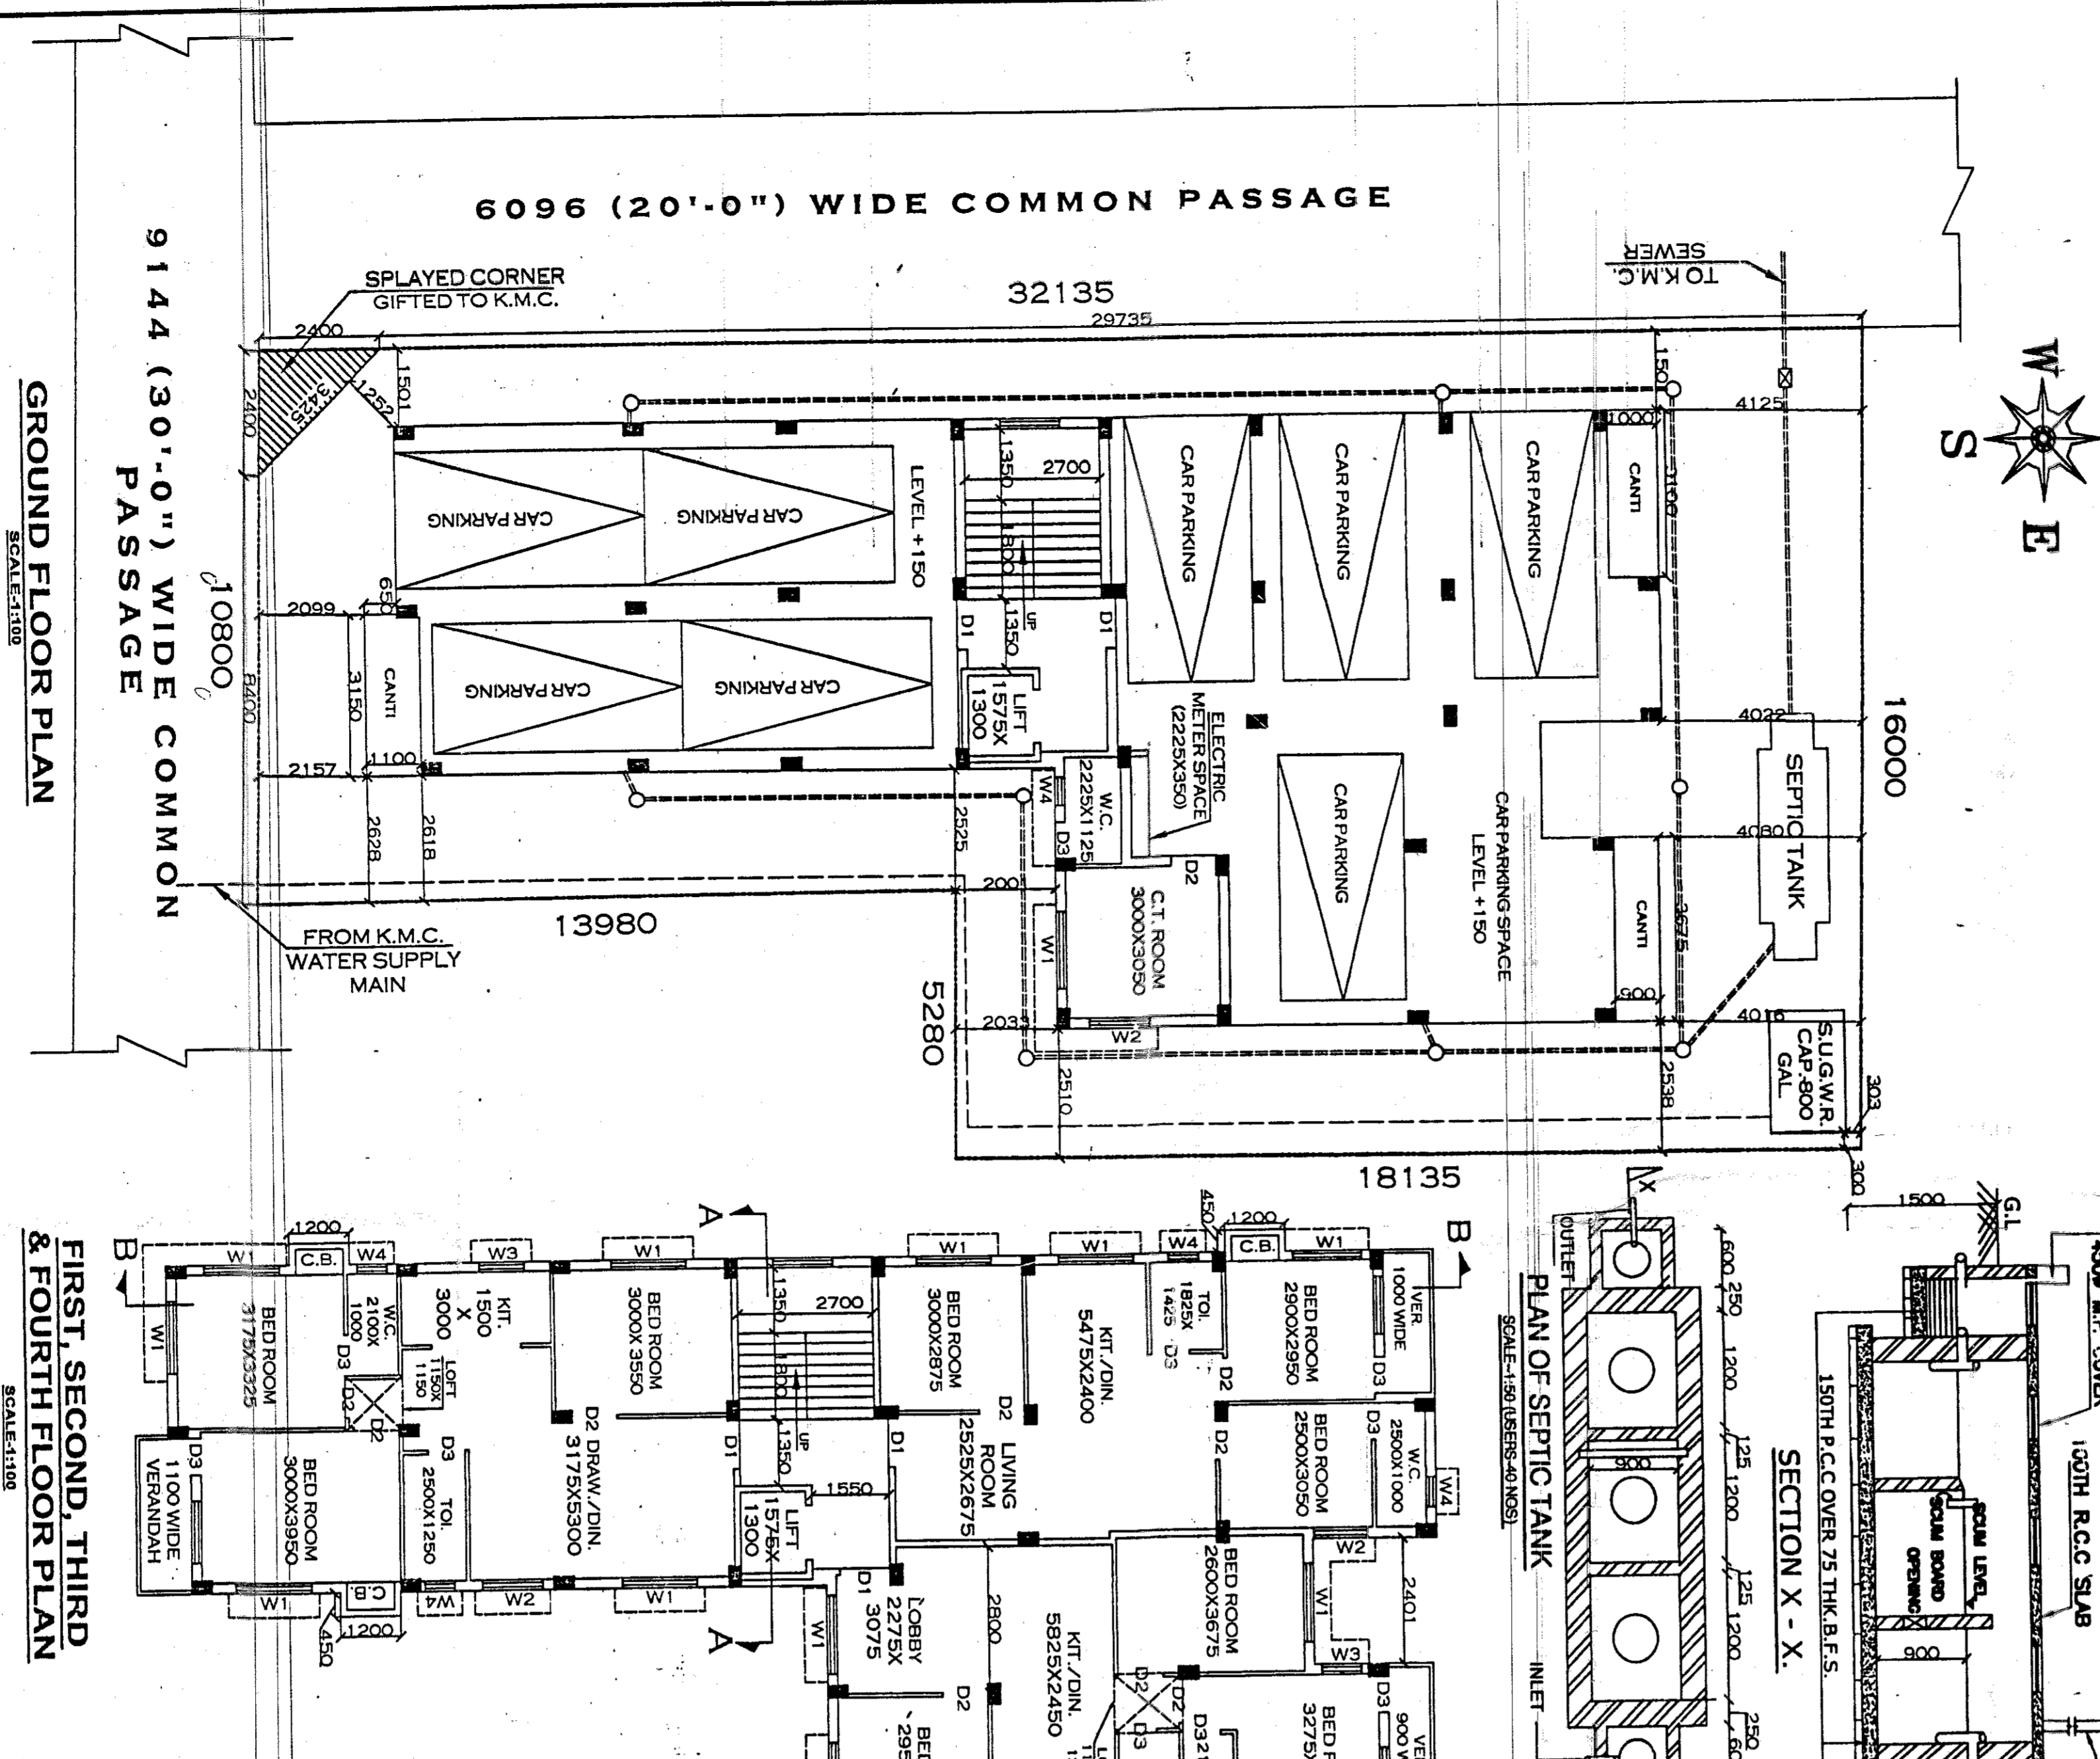 6096 (20'-0") WIDE COMMON PASSAGE
9144 (30'-0") WIDE COMMON
PASSAGE
GROUND FLOOR PLAN
SCALE-1:100
SPLAYED CORNER
GIFTED TO K.M.C.
TO K.M.C.
SEWER
W
S
E
32135
29735
2400
2400
3425
1252
1501
4125
1000
10800
8400
2099
650
3150
1100
2157
2628
2618
13980
5280
16000
18135
CAR PARKING
CAR PARKING
CAR PARKING
CAR PARKING
LEVEL +150
1350
2700
1800
UP
1350
D1
D1
LIFT
1575X
1300
CAR PARKING
CAR PARKING
CAR PARKING
CAR PARKING
CANTI
CANTI
CANTI
ELECTRIC
METER SPACE
(2225X350)
W.C.
2225X1125
W4
D3
D2
C.T. ROOM
3000X3050
W1
W2
CAR PARKING SPACE
LEVEL +150
2525
2510
2538
900
3675
4022
4080
4016
SEPTIC TANK
S.U.G.W.R.
CAP.-800
GAL.
303
300
FROM K.M.C.
WATER SUPPLY
MAIN
FIRST, SECOND, THIRD
& FOURTH FLOOR PLAN
SCALE-1:100
B
B
A
A
1200
W1
C.B.
W4
W3
W1
W1
W1
W4
450
1200
C.B.
W1
W1
BED ROOM
3175X3325
W.C.
2100X
1000
D3
KIT.
1500
X
3000
LOFT
1150X
1150
D2
D2
BED ROOM
3000X3550
1350
2700
1800
UP
1350
BED ROOM
3000X2875
KIT./DIN.
5475X2400
TOI.
1825X
1425
D3
BED ROOM
2900X2950
VER.
1000 WIDE
D3
D2
D2
D3
1100 WIDE
VERANDAH
BED ROOM
3000X3950
D3
TOI.
2500X1250
D2 DRAW./DIN.
3175X5300
D1
D1
LIFT
1575X
1300
1550
LIVING
ROOM
2525X2675
D2
BED ROOM
2500X3050
D3
W.C.
2500X1000
W4
W1
450
1200
C.B.
W4
W2
W1
W1
D1
LOBBY
2275X
3075
2800
D2
KIT./DIN.
5825X2450
BED ROOM
2600X3675
W2
W1
2401
W3
D2
D2
D3
D3
PLAN OF SEPTIC TANK
SCALE-1:50 (USERS-40 NOS)
X
OUTLET
INLET
600
250
1200
125
1200
125
1200
250
900
SECTION X - X.
1500
G.L
150TH P.C.C OVER 75 THK.B.F.S.
100TH R.C.C SLAB
SCUM LEVEL
SCUM BOARD
OPENING
900